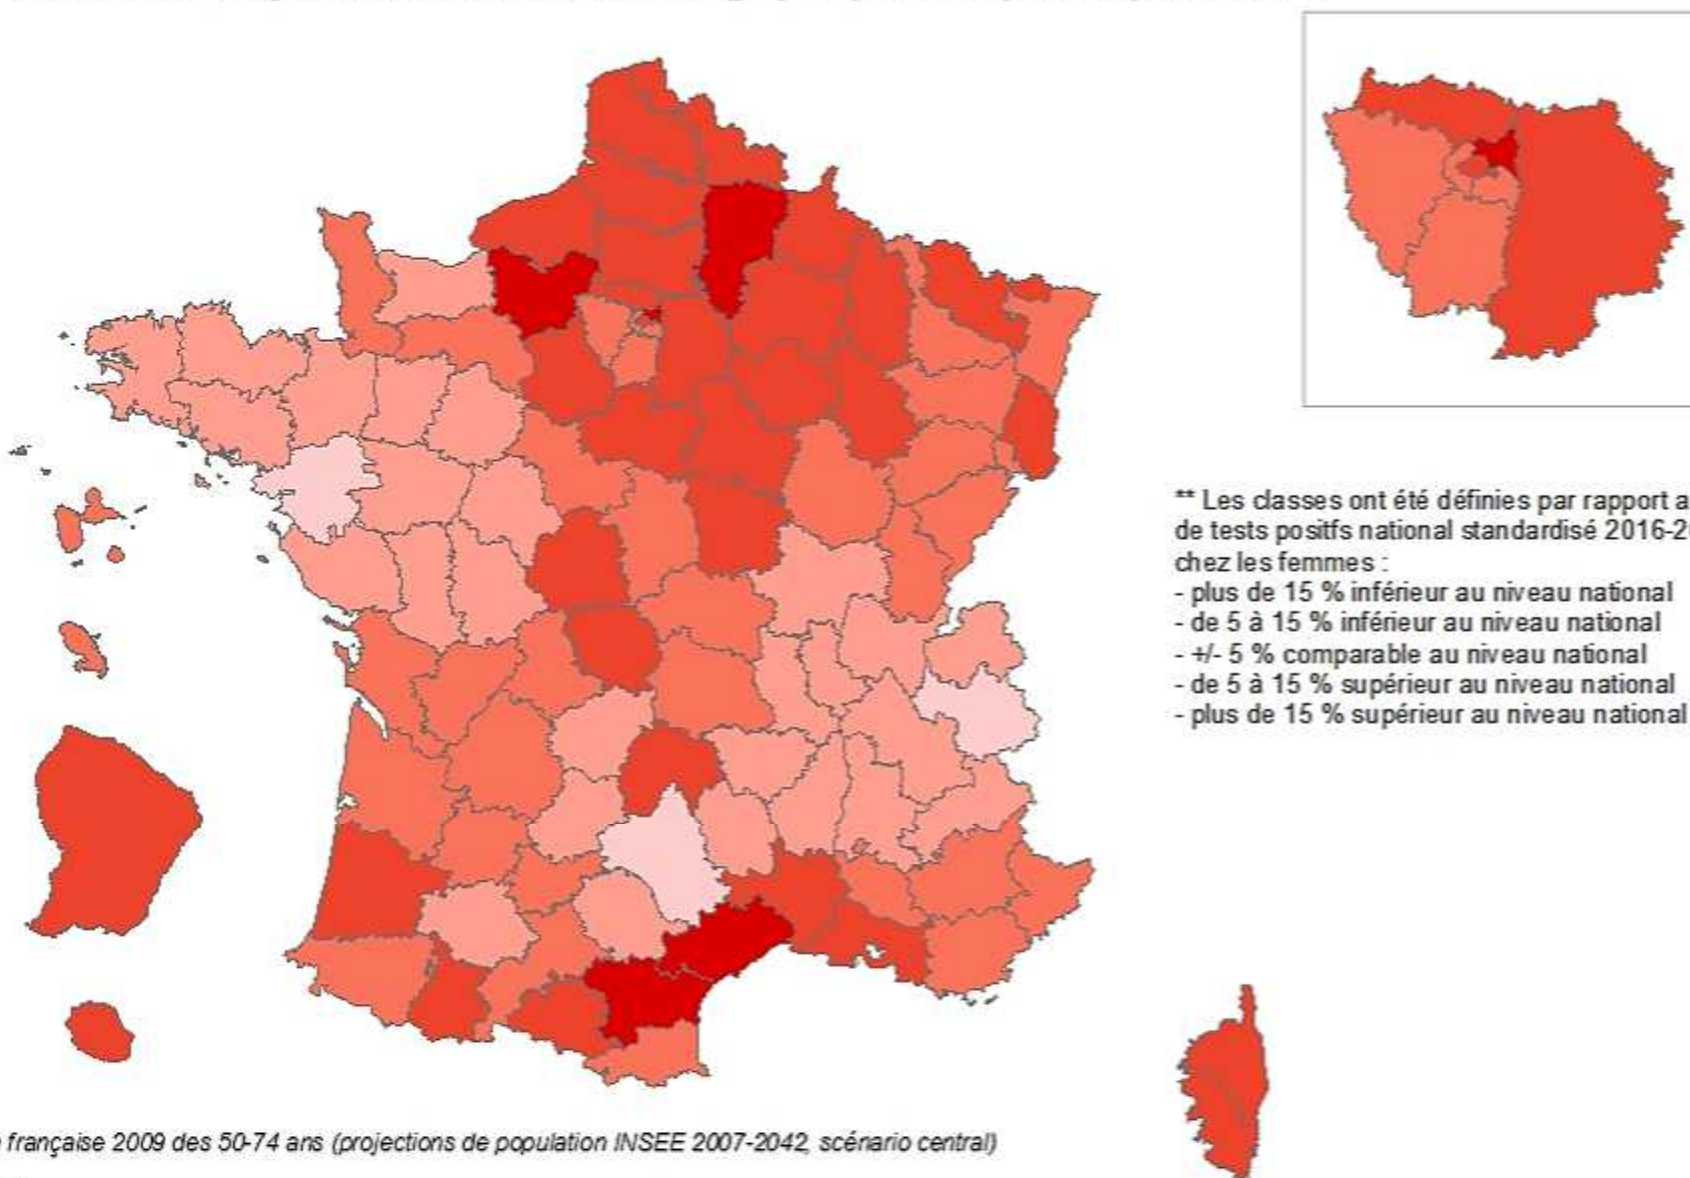 ** Les classes ont été définies par rapport a
de tests positfs national standardisé 2016-2
chez les femmes :
- plus de 15 % inférieur au niveau national
- de 5 à 15 % inférieur au niveau national
- +/- 5 % comparable au niveau national
- de 5 à 15 % supérieur au niveau national
- plus de 15 % supérieur au niveau national
française 2009 des 50-74 ans (projections de population INSEE 2007-2042, scénario central)